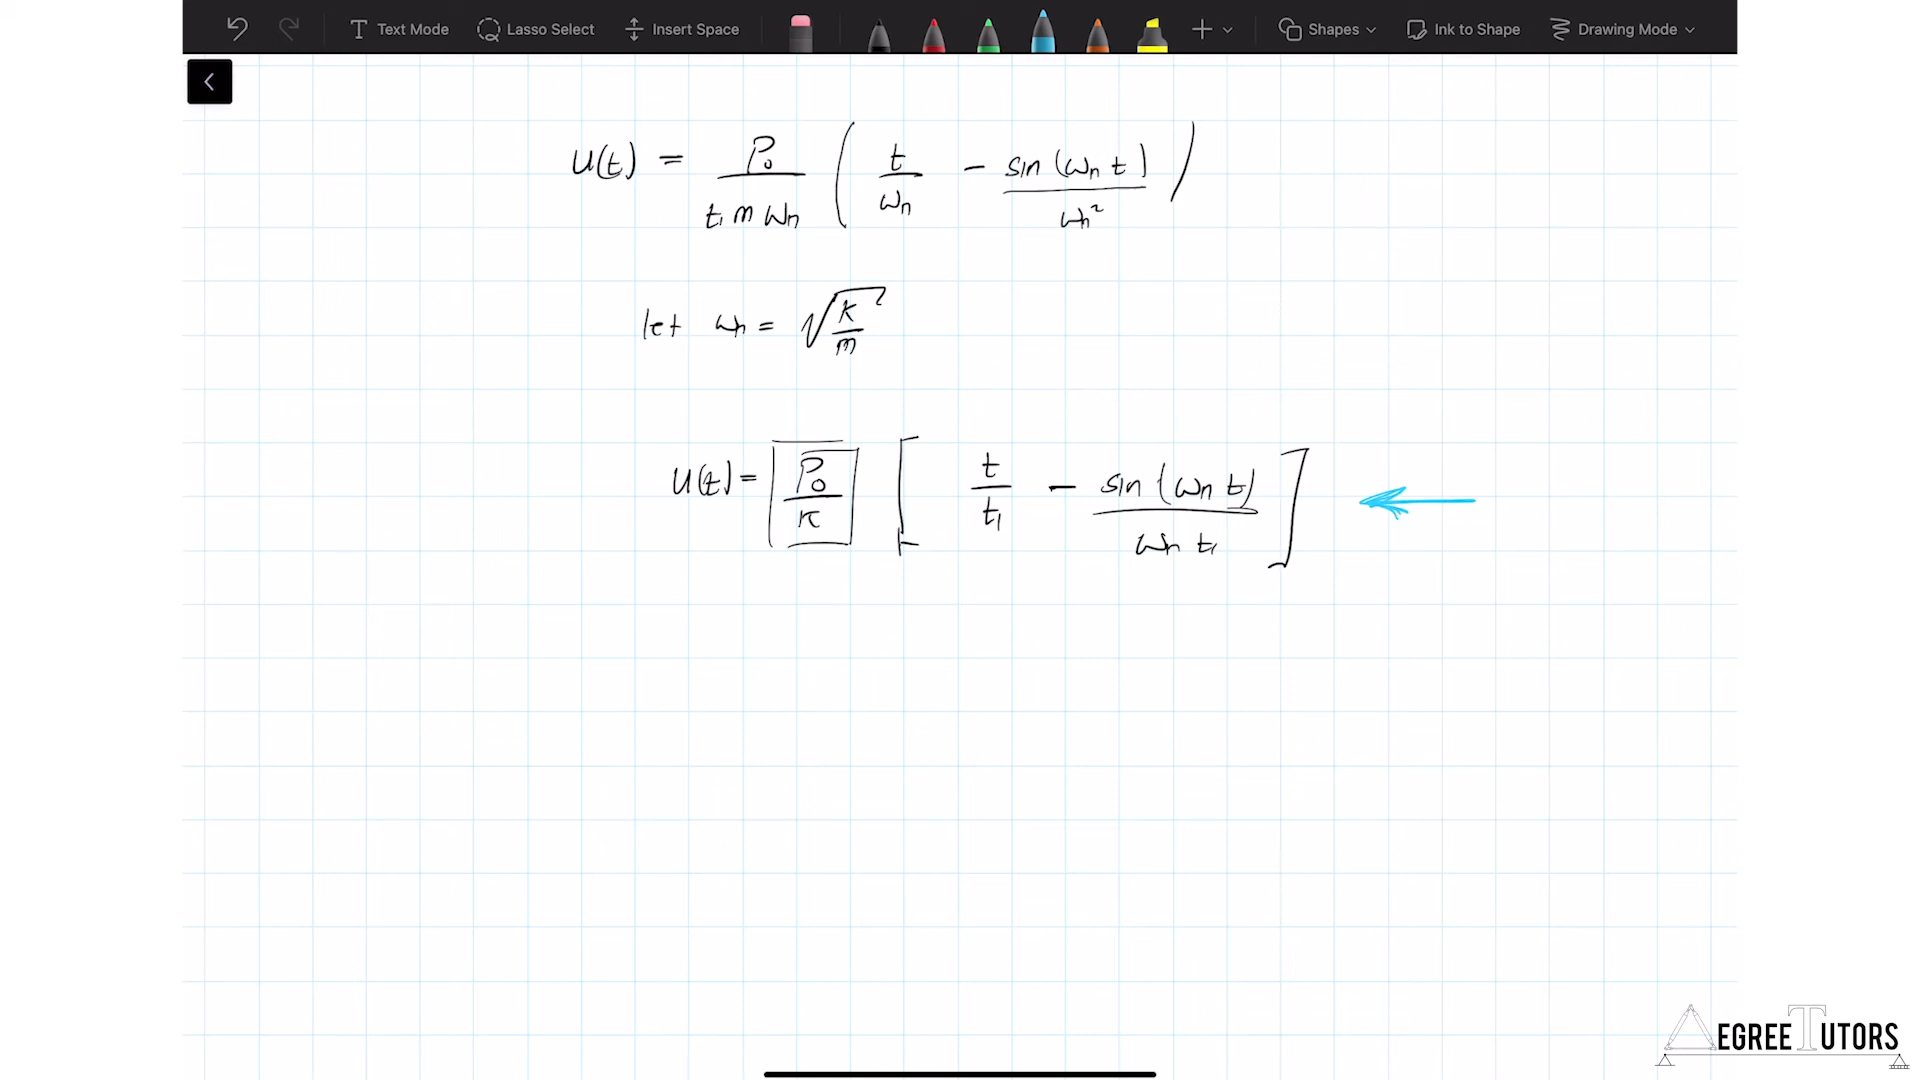 Text Mode Lasso Select Insert Space Shapes Ink to Shape Drawing Mode
u(t) = P₀/(t₁ m ωₙ) ( t/ωₙ - sin(ωₙ t)/ωₙ² )
let ωₙ = √(k/m)
u(t) = P₀/k [ t/t₁ - sin(ωₙ t)/(ωₙ t₁) ]
DEGREE TUTORS